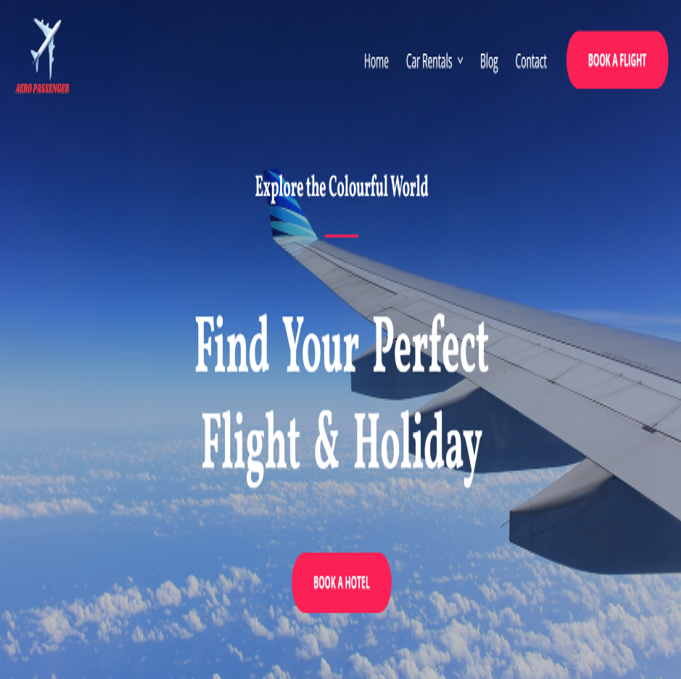 AERO PASSENGER
Home Car Rentals Blog Contact BOOK A FLIGHT
Explore the Colourful World
Find Your Perfect
Flight & Holiday
BOOK A HOTEL